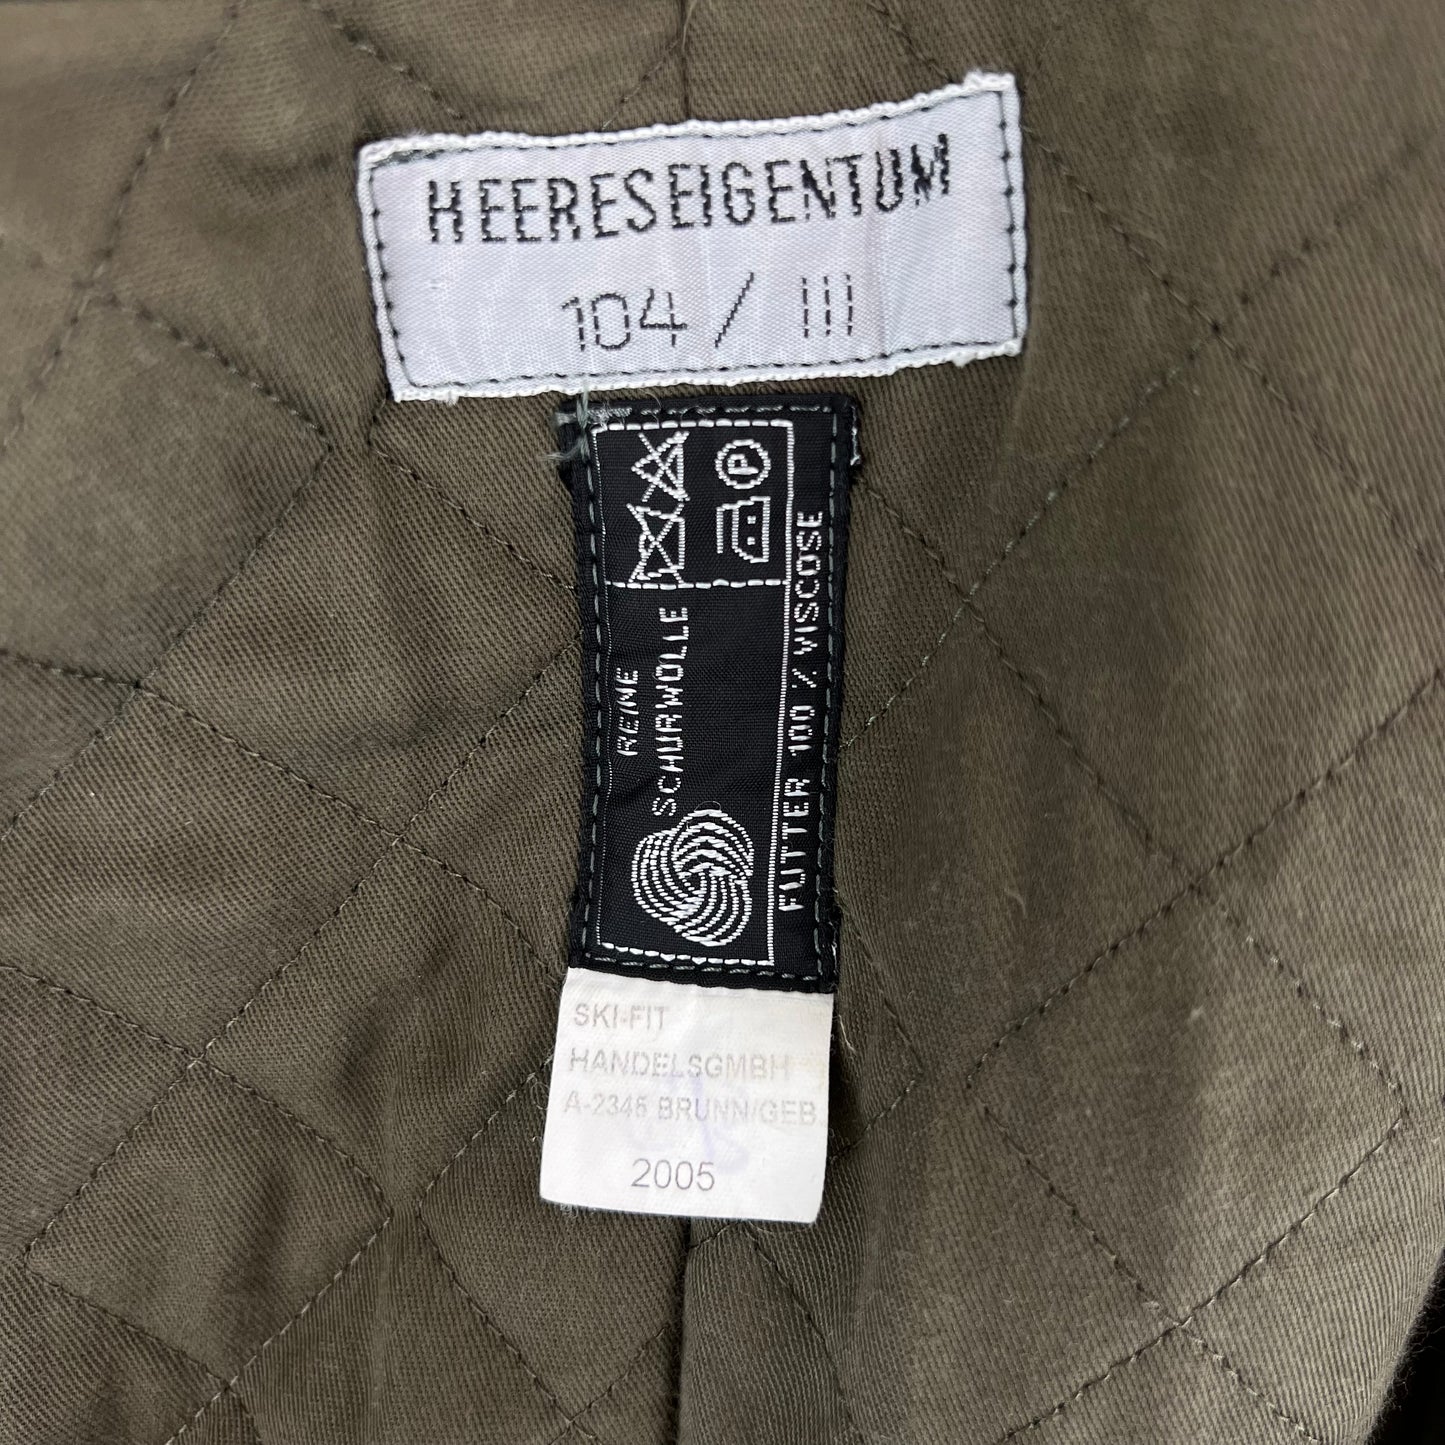 HEERESEIGENTUM
104 / III
P
REINE
SCHURWOLLE
FUTTER 100 % VISCOSE
SKI-FIT
HANDELSGMBH
A-2345 BRUNN/GEB.
2005